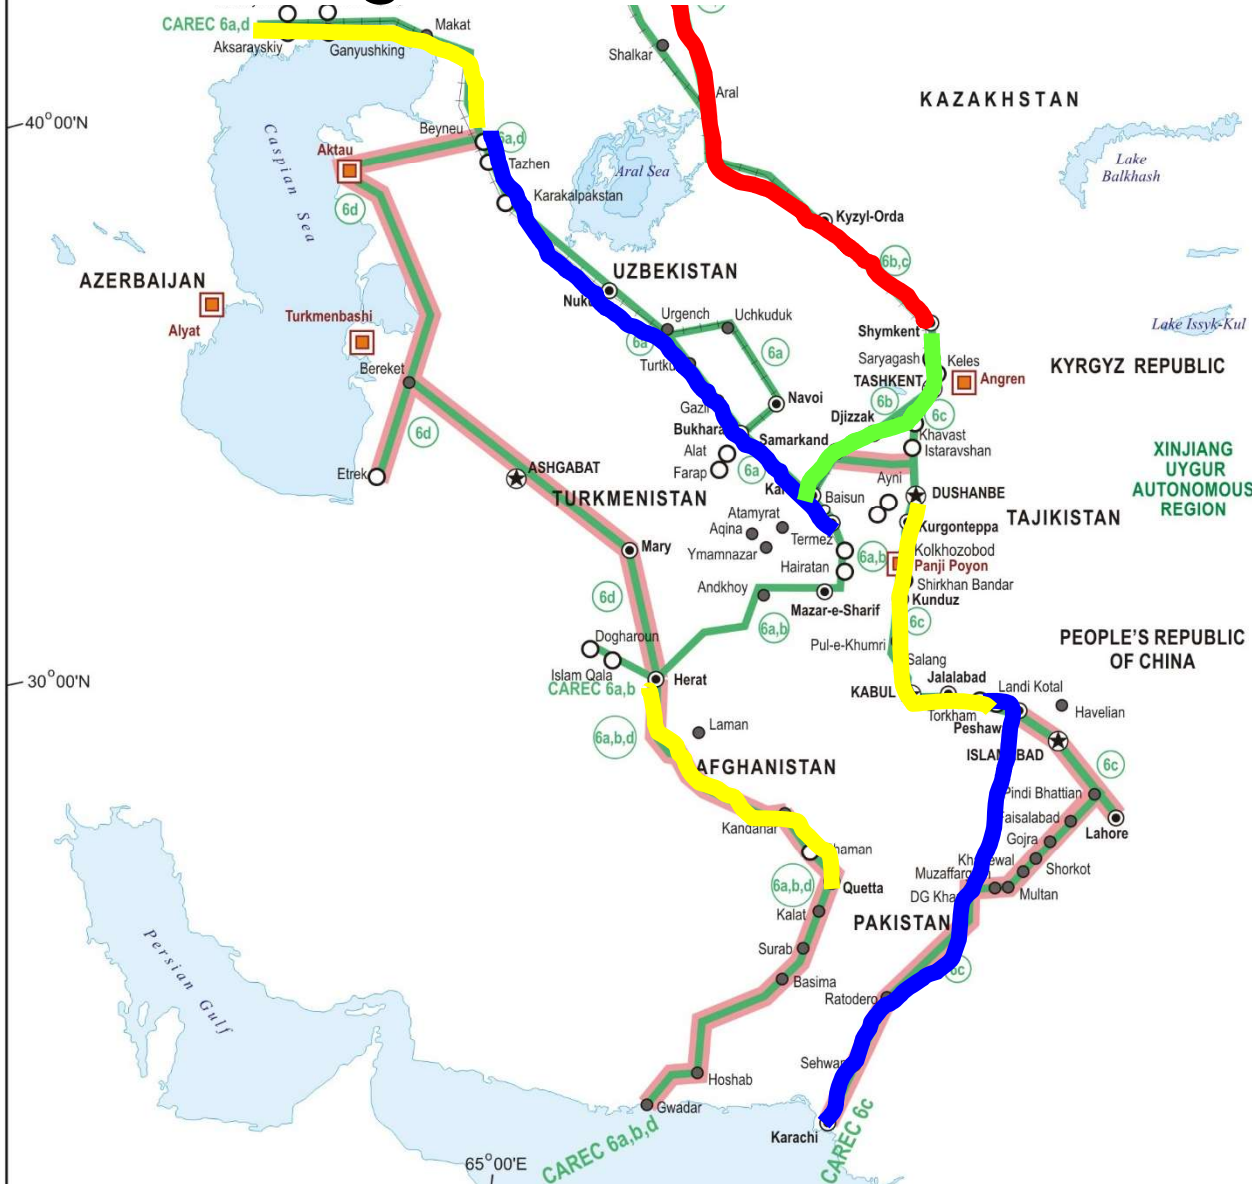 CAREC 6a,d
Makat
Aksarayskiy
Ganyushking
Shalkar
KAZAKHSTAN
Aral
40°00'N
Beyneu
6a,d
Aktau
Tazhen
Caspian Sea
Aral Sea
Lake
Balkhash
Karakalpakstan
6d
Kyzyl-Orda
6b,c
AZERBAIJAN
UZBEKISTAN
Alyat
Turkmenbashi
Urgench
Uchkuduk
Shymkent
Lake Issyk-Kul
6a
6a
Saryagash
Keles
KYRGYZ REPUBLIC
Bereket
TASHKENT
Angren
6b
6c
Navoi
Djizzak
6d
Bukhara
Samarkand
Khavast
Istaravshan
Alat
Farap
6a
XINJIANG
UYGUR
AUTONOMOUS
REGION
Etrek
ASHGABAT
Ayni
TURKMENISTAN
Baisun
DUSHANBE
Atamyrat
Aqina
Termez
Kurgonteppa
TAJIKISTAN
Mary
Ymamnazar
Hairatan
6a,b
Kolkhozobod
Panji Poyon
Shirkhan Bandar
Andkhoy
Mazar-e-Sharif
Kunduz
6d
6a,b
6c
Dogharoun
Pul-e-Khumri
PEOPLE'S REPUBLIC
OF CHINA
Salang
Islam Qala
Herat
30°00'N
CAREC 6a,b
KABUL
Jalalabad
Landi Kotal
Torkham
Havelian
Laman
6a,b,d
AFGHANISTAN
6c
Pindi Bhattian
Lahore
Gojra
Shorkot
Multan
6a,b,d
Quetta
Kalat
PAKISTAN
Surab
Basima
Ratodero
Persian Gulf
Hoshab
Gwadar
CAREC 6a,b,d
Karachi
CAREC 6c
65°00'E